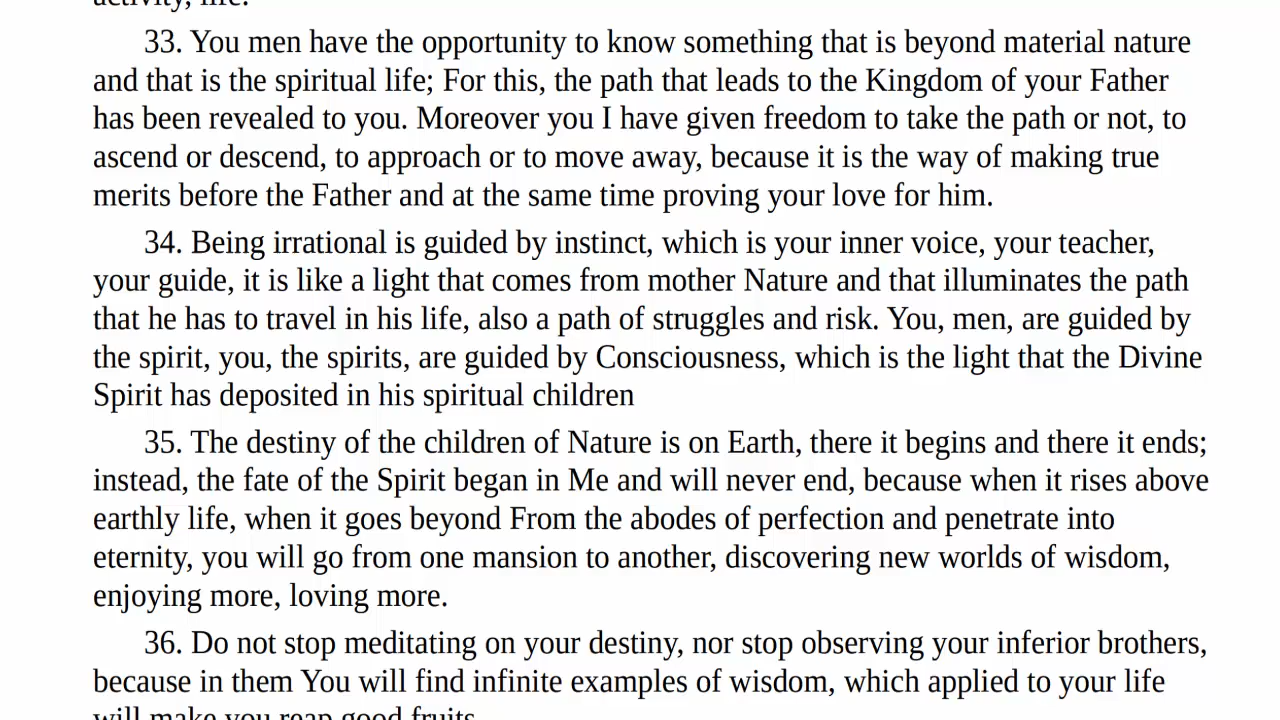 activity, life.
33. You men have the opportunity to know something that is beyond material nature
and that is the spiritual life; For this, the path that leads to the Kingdom of your Father
has been revealed to you. Moreover you I have given freedom to take the path or not, to
ascend or descend, to approach or to move away, because it is the way of making true
merits before the Father and at the same time proving your love for him.
34. Being irrational is guided by instinct, which is your inner voice, your teacher,
your guide, it is like a light that comes from mother Nature and that illuminates the path
that he has to travel in his life, also a path of struggles and risk. You, men, are guided by
the spirit, you, the spirits, are guided by Consciousness, which is the light that the Divine
Spirit has deposited in his spiritual children
35. The destiny of the children of Nature is on Earth, there it begins and there it ends;
instead, the fate of the Spirit began in Me and will never end, because when it rises above
earthly life, when it goes beyond From the abodes of perfection and penetrate into
eternity, you will go from one mansion to another, discovering new worlds of wisdom,
enjoying more, loving more.
36. Do not stop meditating on your destiny, nor stop observing your inferior brothers,
because in them You will find infinite examples of wisdom, which applied to your life
will make you reap good fruits.